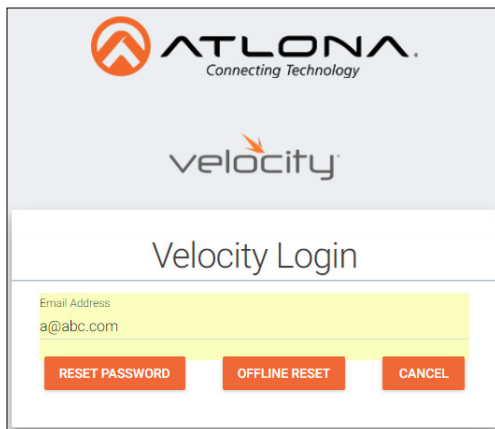 ATLONA.
Connecting Technology
velocity
Velocity Login
Email Address
a@abc.com
RESET PASSWORD OFFLINE RESET CANCEL